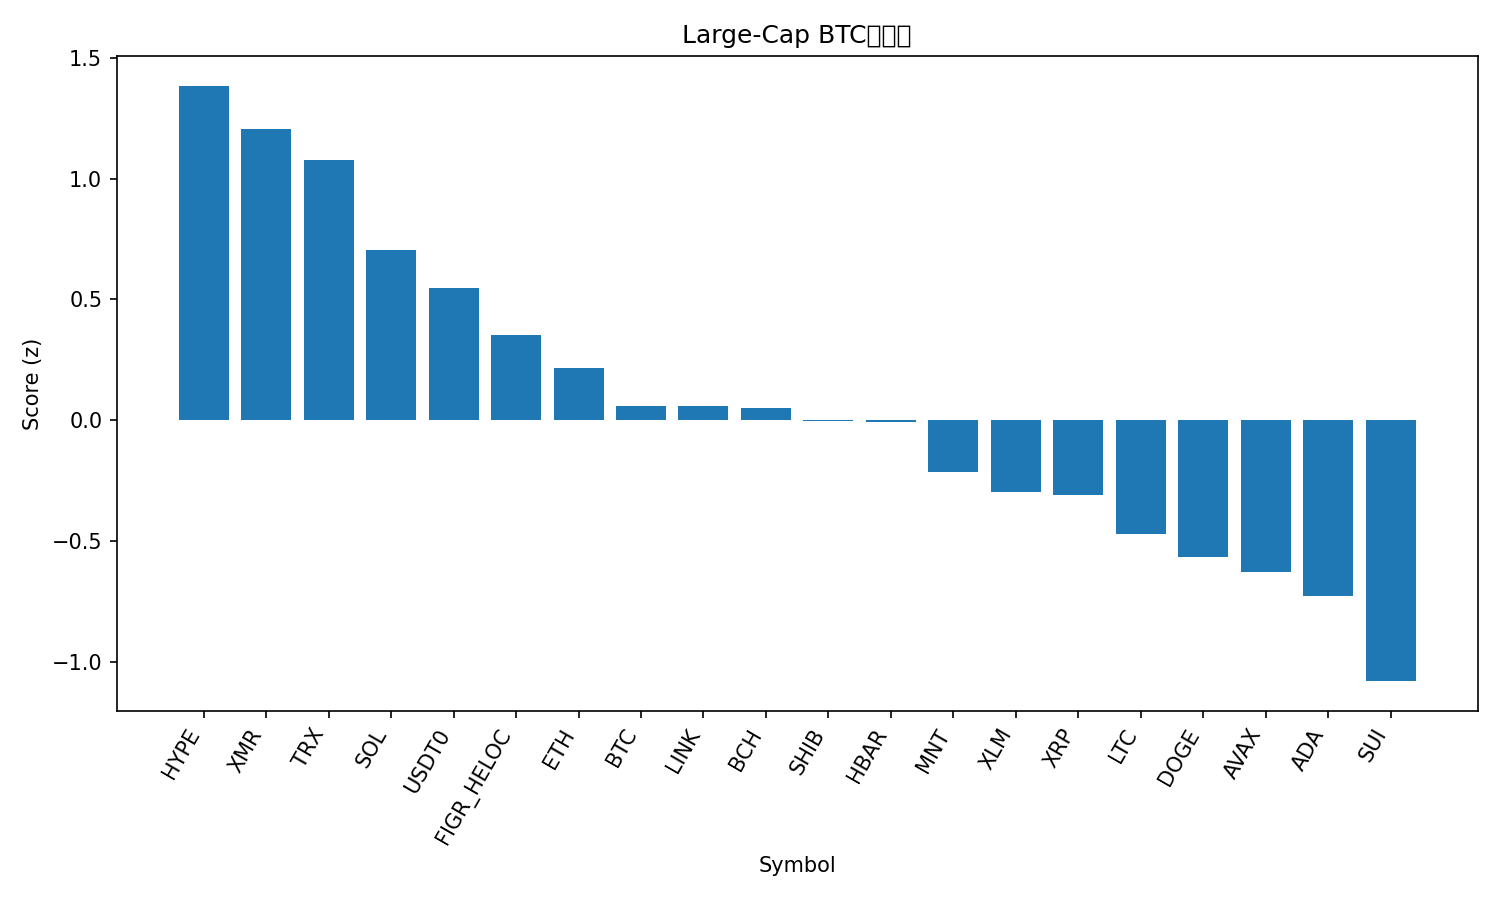 Large-Cap BTC
Score (z)
1.5
1.0
0.5
0.0
−0.5
−1.0
HYPE
XMR
TRX
SOL
USDT0
FIGR_HELOC
ETH
BTC
LINK
BCH
SHIB
HBAR
MNT
XLM
XRP
LTC
DOGE
AVAX
ADA
SUI
Symbol